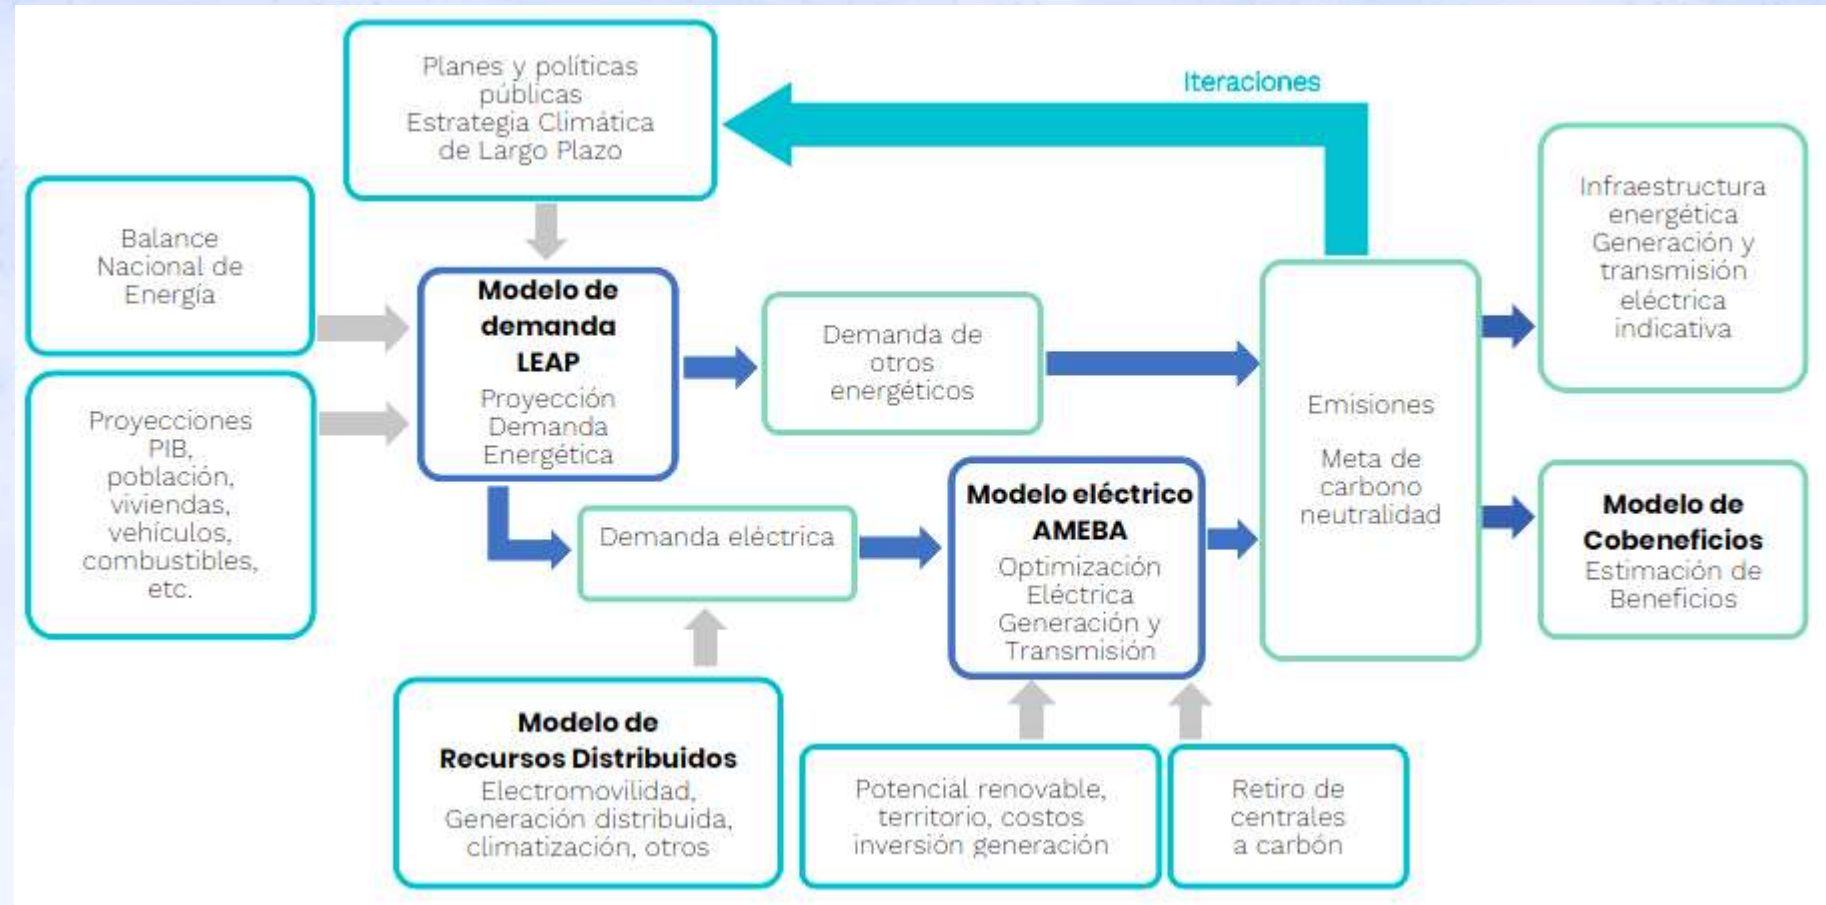 Planes y políticas
públicas
Estrategia Climática
de Largo Plazo
Iteraciones
Balance
Nacional de
Energía
Proyecciones
PIB,
población,
viviendas,
vehículos,
combustibles,
etc.
Modelo de
demanda
LEAP
Proyección
Demanda
Energética
Demanda de
otros
energéticos
Demanda eléctrica
Modelo eléctrico
AMEBA
Optimización
Eléctrica
Generación y
Transmisión
Emisiones
Meta de
carbono
neutralidad
Infraestructura
energética
Generación y
transmisión
eléctrica
indicativa
Modelo de
Cobeneficios
Estimación de
Beneficios
Modelo de
Recursos Distribuidos
Electromovilidad,
Generación distribuida,
climatización, otros
Potencial renovable,
territorio, costos
inversión generación
Retiro de
centrales
a carbón